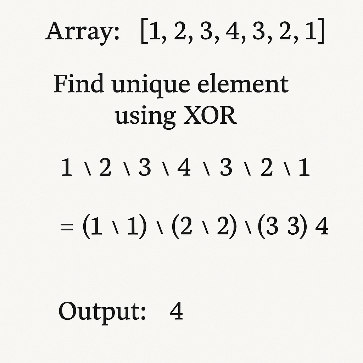 Array: [1, 2, 3, 4, 3, 2, 1]
Find unique element
using XOR
1 \ 2 \ 3 \ 4 \ 3 \ 2 \ 1
= (1 \ 1) \ (2 \ 2) \ (3 3) 4
Output: 4